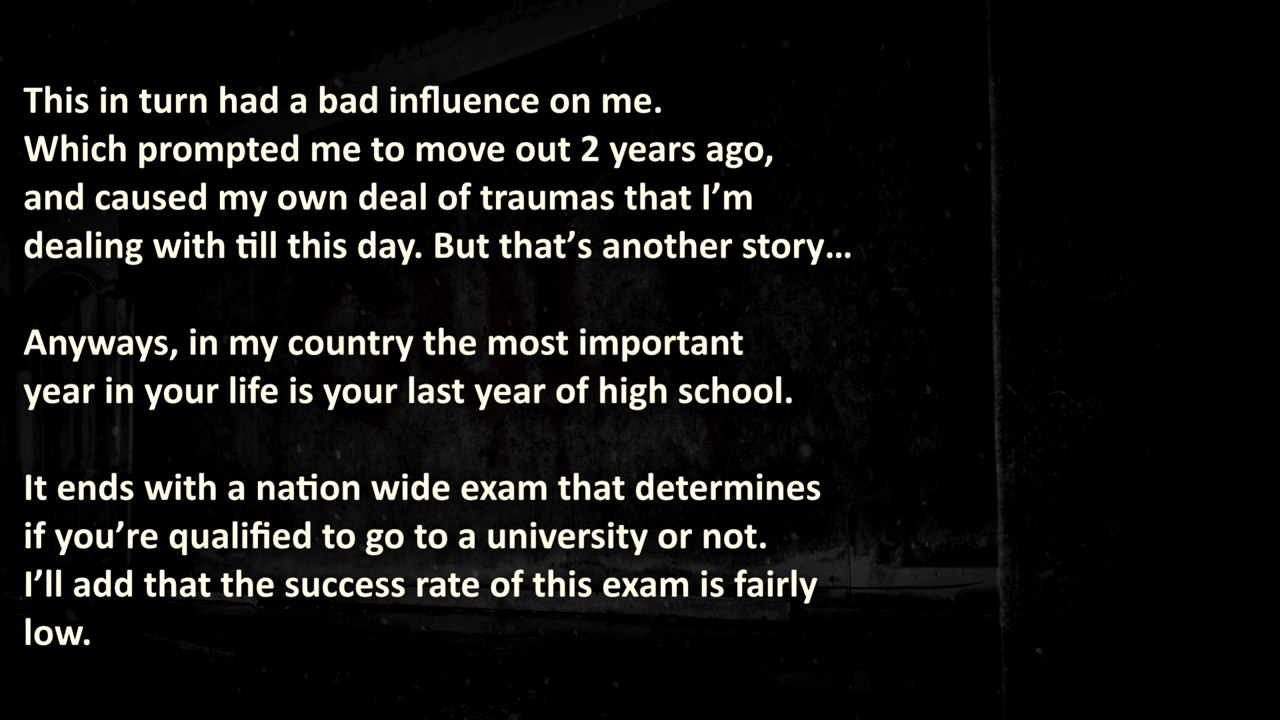 This in turn had a bad influence on me.
Which prompted me to move out 2 years ago,
and caused my own deal of traumas that I’m
dealing with till this day. But that’s another story…
Anyways, in my country the most important
year in your life is your last year of high school.
It ends with a nation wide exam that determines
if you’re qualified to go to a university or not.
I’ll add that the success rate of this exam is fairly
low.